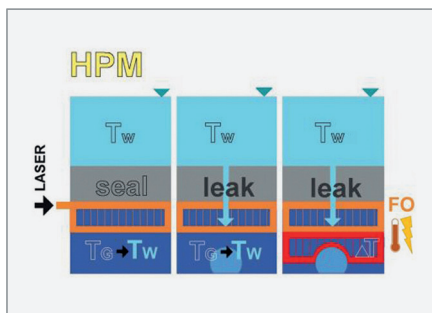 HPM
Tw Tw Tw
LASER
seal leak leak
FO
TG→Tw TG→Tw ΔT